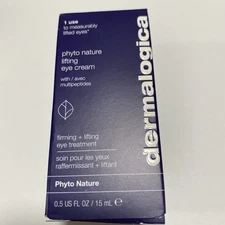 1 use
to measurably
lifted eyes*
phyto nature
lifting
eye cream
with / avec
multipeptides
firming + lifting
eye treatment
soin pour les yeux
raffermissant + liftant
Phyto Nature
0.5 US FL OZ / 15 mL ℮
dermalogica